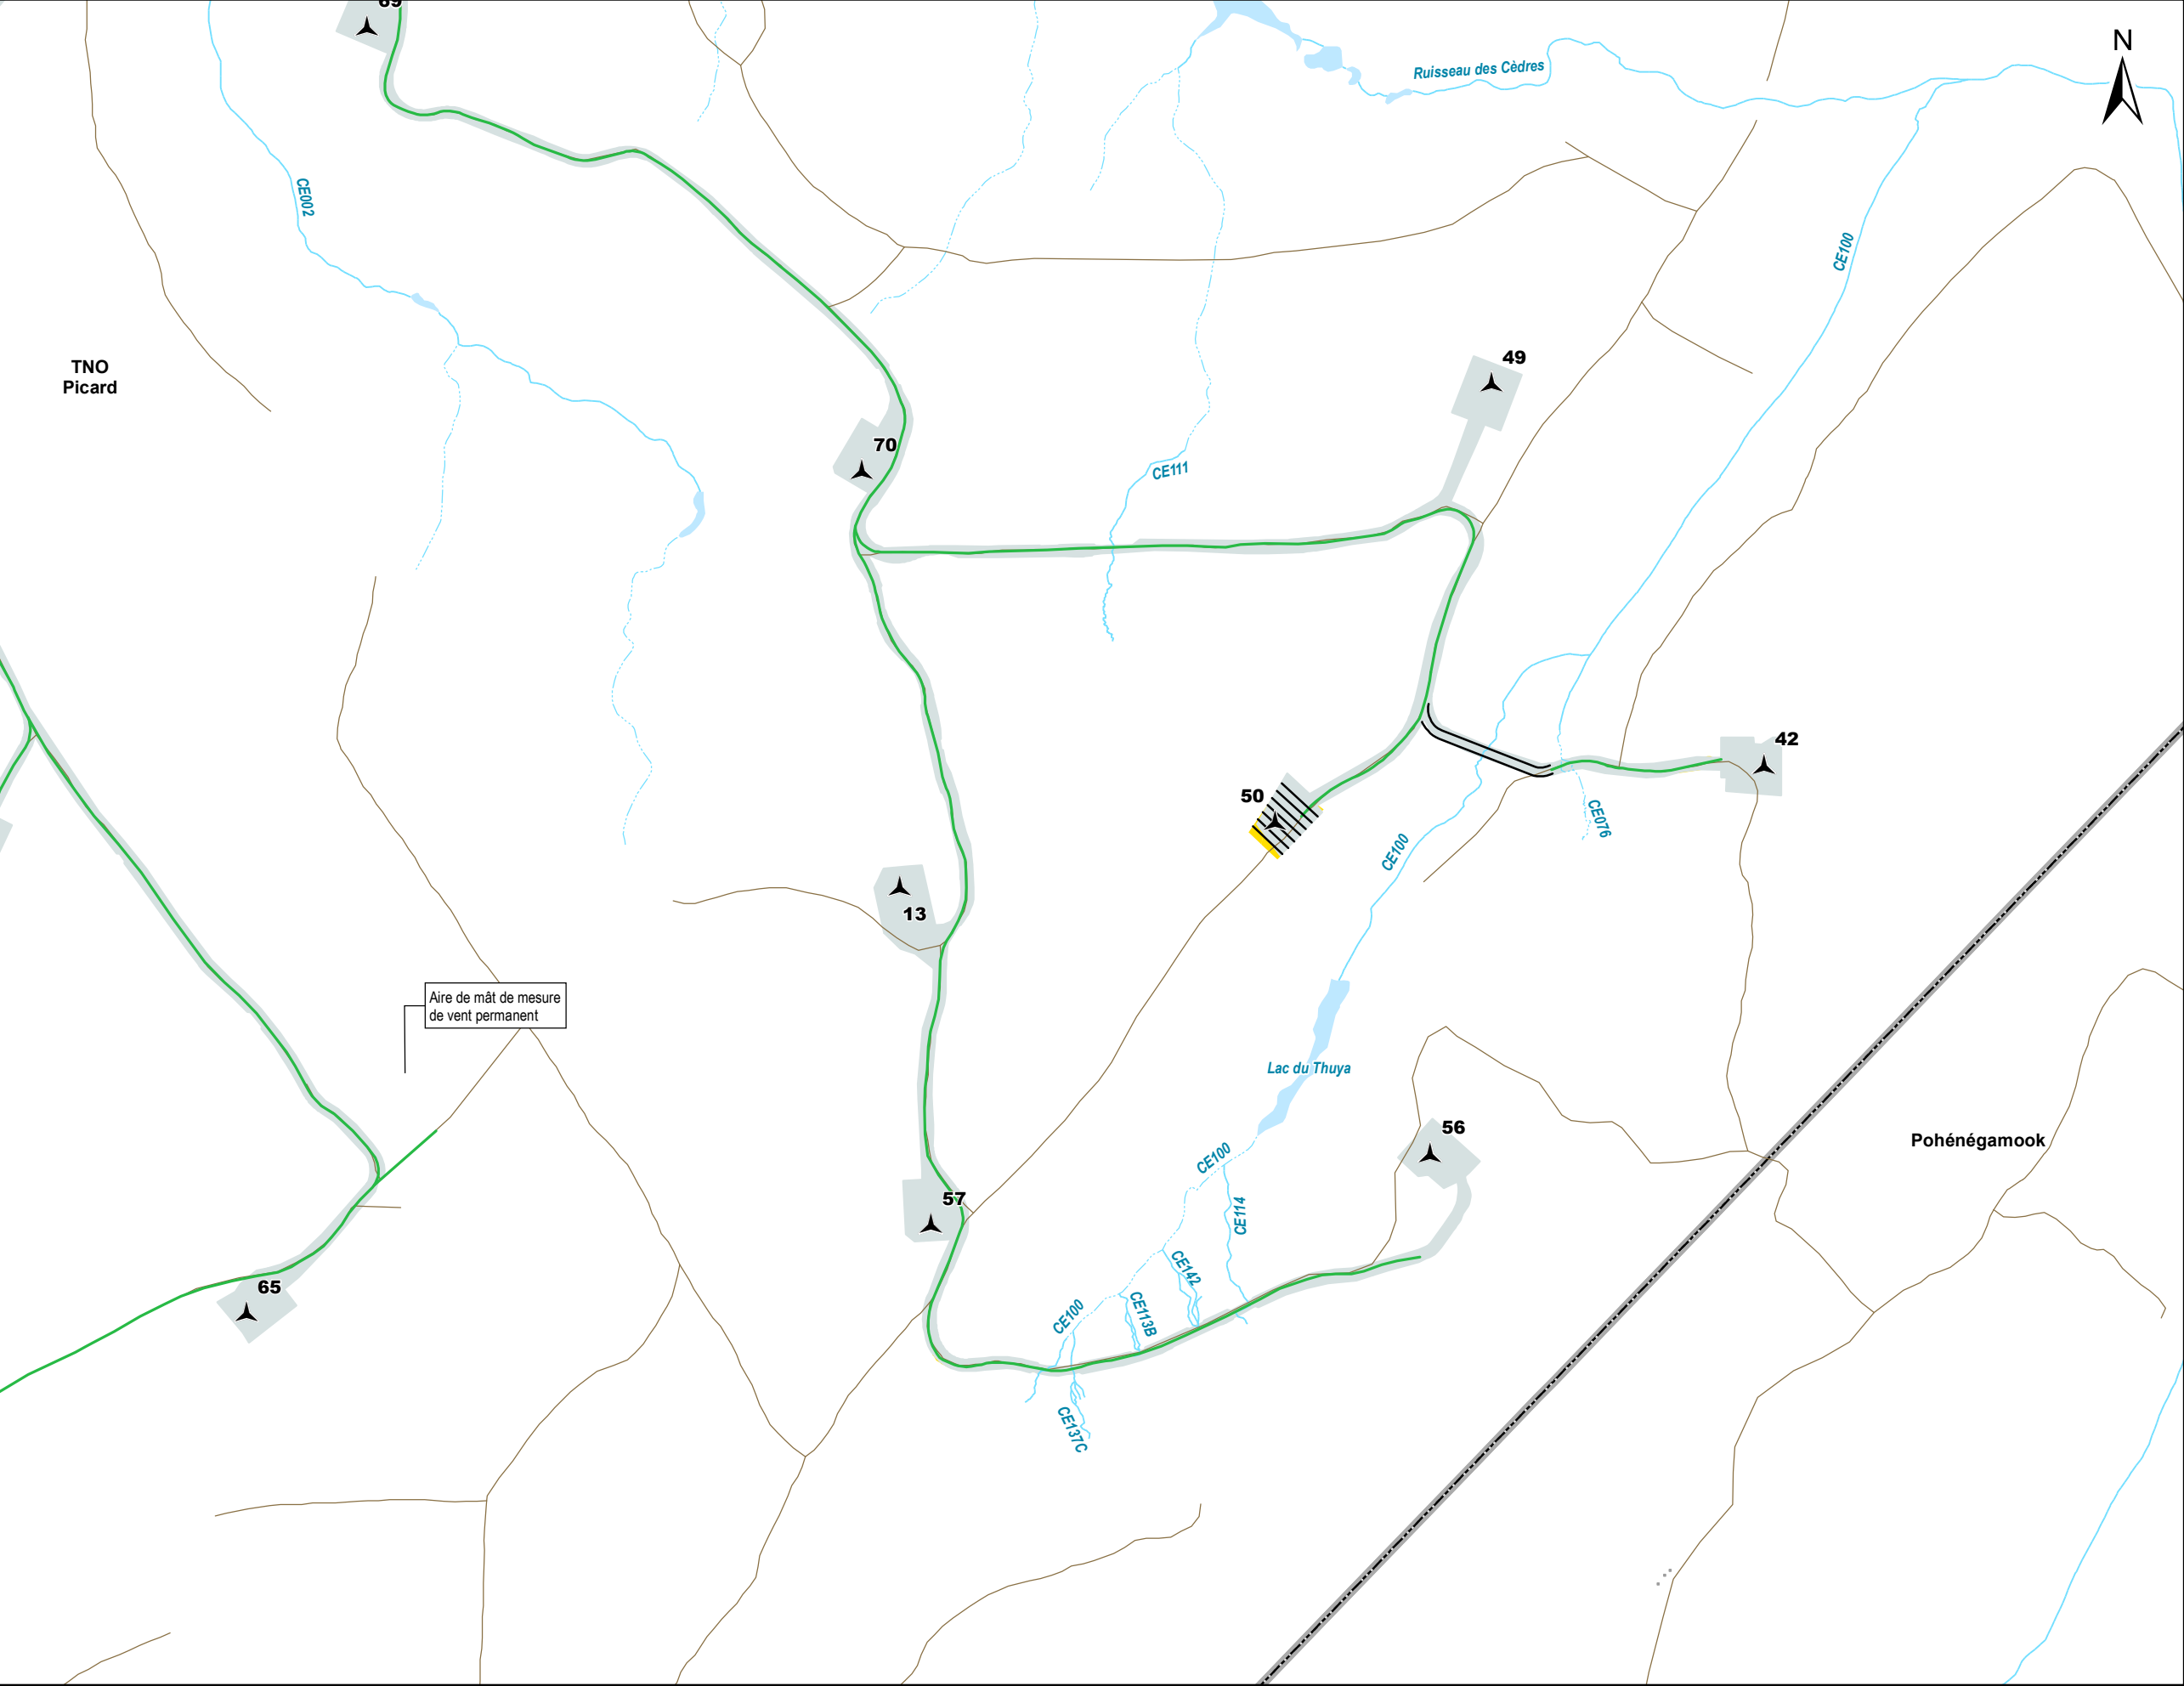 69
N
Ruisseau des Cèdres
CE002
CE100
TNO
Picard
49
70
CE111
42
50
CE076
CE100
13
Aire de mât de mesure
de vent permanent
Lac du Thuya
56
Pohénégamook
CE100
57
CE114
CE142
65
CE100
CE113B
CE137C